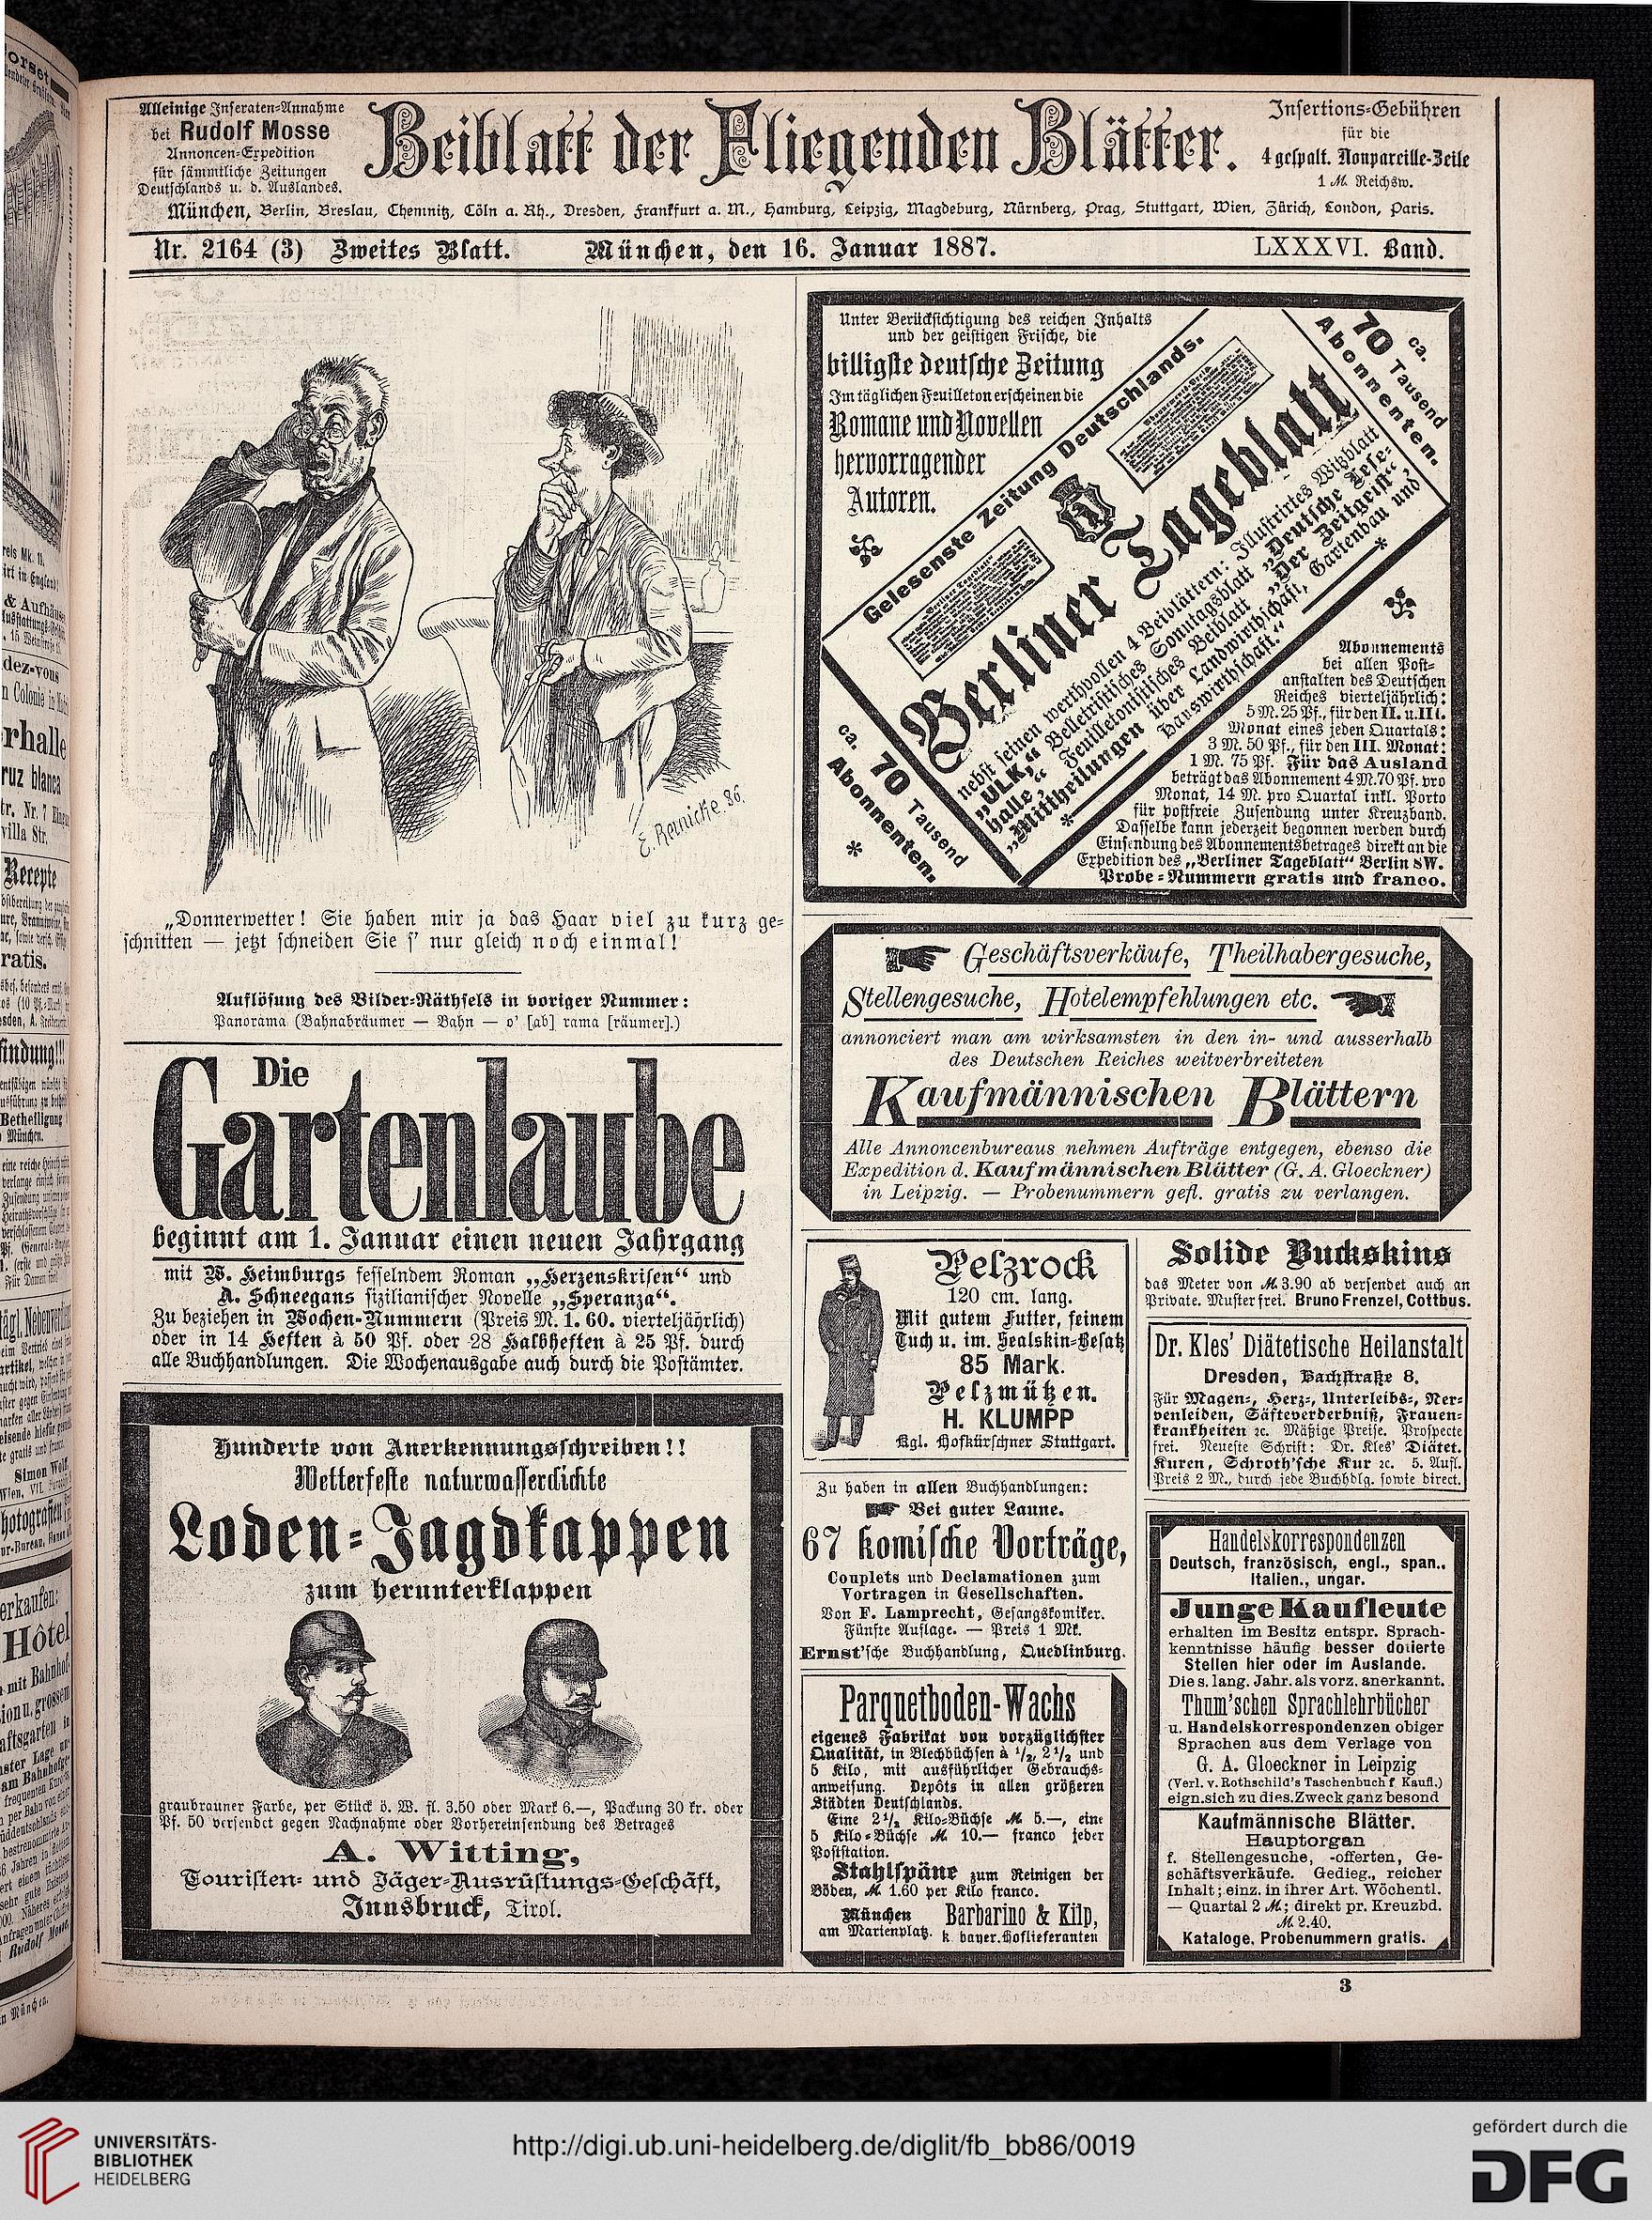 Alleinige Inseraten-Annahme
bei Rudolf Mosse
Annoncen-Expedition
für sämmtliche Zeitungen
Deutschlands u. d. Auslandes.
Beiblatt der Fliegenden Blätter.
Insertions-Gebühren
für die
4 gespalt. Nonpareille-Zeile
1 M. Reichsw.
München, Berlin, Breslau, Chemnitz, Cöln a. Rh., Dresden, Frankfurt a. M., Hamburg, Leipzig, Magdeburg, Nürnberg, Prag, Stuttgart, Wien, Zürich, London, Paris.
Nr. 2164 (3) Zweites Blatt. München, den 16. Januar 1887. LXXXVI. Band.
E. Reinicke. 86.
„Donnerwetter! Sie haben mir ja das Haar viel zu kurz ge-
schnitten — jetzt schneiden Sie s' nur gleich noch einmal!
Auflösung des Bilder-Räthsels in voriger Nummer:
Panorama (Bahnabräumer — Bahn — o' [ab] rama [räumer].)
Die
Gartenlaube
beginnt am 1. Januar einen neuen Jahrgang
mit W. Heimburgs fesselndem Roman „Herzenskrisen“ und
A. Schneegans sizilianischer Novelle „Speranza“.
Zu beziehen in Wochen-Nummern (Preis M. 1. 60. vierteljährlich)
oder in 14 Heften à 50 Pf. oder 28 Halbheften à 25 Pf. durch
alle Buchhandlungen. Die Wochenausgabe auch durch die Postämter.
Hunderte von Anerkennungsschreiben!!
Wetterfeste naturwasserdichte
Loden-Jagdkappen
zum herunterklappen
graubrauner Farbe, per Stück ö. W. fl. 3.50 oder Mark 6.—, Packung 30 kr. oder
Pf. 50 versendet gegen Nachnahme oder Vorhereinsendung des Betrages
A. Witting,
Touristen- und Jäger-Ausrüstungs-Geschäft,
Innsbruck, Tirol.
Unter Berücksichtigung des reichen Inhalts
und der geistigen Frische, die
billigste deutsche Zeitung
Im täglichen Feuilleton erscheinen die
Romane und Novellen
hervorragender
Autoren.
Gelesenste Zeitung Deutschlands.
ca.
70 Tausend
Abonnenten.
Berliner Tageblatt
nebst seinen werthvollen 4 Beiblättern: Illustrirtes Witzblatt
„ULK,“ Belletristisches Sonntagsblatt „Deutsche Lese-
halle,“ Feuilletonistisches Beiblatt „Der Zeitgeist“
„Mittheilungen über Landwirthschaft, Gartenbau und
Hauswirthschaft.“
ca.
70 Tausend
Abonnenten.
Abonnements
bei allen Post-
anstalten des Deutschen
Reiches vierteljährlich:
5 M. 25 Pf., für den II. u. III.
Monat eines jeden Quartals:
3 M. 50 Pf., für den III. Monat:
1 M. 75 Pf. Für das Ausland
beträgt das Abonnement 4 M. 70 Pf. pro
Monat, 14 M. pro Quartal inkl. Porto
für postfreie Zusendung unter Kreuzband.
Dasselbe kann jederzeit begonnen werden durch
Einsendung des Abonnementsbetrages direkt an die
Expedition des „Berliner Tageblatt“ Berlin SW.
Probe-Nummern gratis und franco.
Geschäftsverkäufe, Theilhabergesuche,
Stellengesuche, Hotelempfehlungen etc.
annonciert man am wirksamsten in den in- und ausserhalb
des Deutschen Reiches weitverbreiteten
Kaufmännischen Blättern
Alle Annoncenbureaus nehmen Aufträge entgegen, ebenso die
Expedition d. Kaufmännischen Blätter (G. A. Gloeckner)
in Leipzig. — Probenummern gefl. gratis zu verlangen.
Pelzrock
120 cm. lang.
Mit gutem Futter, feinem
Tuch u. im. Sealskin-Besatz
85 Mark.
Pelzmützen.
H. KLUMPP
Kgl. Hofkürschner Stuttgart.
Zu haben in allen Buchhandlungen:
Bei guter Laune.
67 komische Vorträge,
Couplets und Declamationen zum
Vortragen in Gesellschaften.
Von F. Lamprecht, Gesangskomiker.
Fünfte Auflage. — Preis 1 Mk.
Ernst'sche Buchhandlung, Quedlinburg.
Parquetboden-Wachs
eigenes Fabrikat von vorzüglichster
Qualität, in Blechbüchsen à 1/2, 2 1/2 und
5 Kilo, mit ausführlicher Gebrauchs-
anweisung. Depôts in allen größeren
Städten Deutschlands.
Eine 2 1/2 Kilo-Büchse M. 5.—, eine
5 Kilo-Büchse M. 10.— franco jeder
Poststation.
Stahlspäne zum Reinigen der
Böden, M. 1.60 per Kilo franco.
München Barbarino & Kilp,
am Marienplatz. k. bayer. Hoflieferanten
Solide Buckskins
das Meter von M. 3.90 ab versendet auch an
Private. Muster frei. Bruno Frenzel, Cottbus.
Dr. Kles' Diätetische Heilanstalt
Dresden, Bachstraße 8.
Für Magen-, Herz-, Unterleibs-, Ner-
venleiden, Säfteverderbniß, Frauen-
krankheiten ꝛc. Mäßige Preise. Prospecte
frei. Neueste Schrift: Dr. Kles' Diätet.
Kuren, Schroth'sche Kur ꝛc. 5. Aufl.
Preis 2 M., durch jede Buchhdlg. sowie direct.
Handelskorrespondenzen
Deutsch, französisch, engl., span..
italien., ungar.
Junge Kaufleute
erhalten im Besitz entspr. Sprach-
kenntnisse häufig besser dotierte
Stellen hier oder im Auslande.
Die s. lang. Jahr. als vorz. anerkannt.
Thum'schen Sprachlehrbücher
u. Handelskorrespondenzen obiger
Sprachen aus dem Verlage von
G. A. Gloeckner in Leipzig
(Verl. v. Rothschild's Taschenbuch f. Kaufl.)
eign. sich zu dies. Zweck ganz besond
Kaufmännische Blätter.
Hauptorgan
f. Stellengesuche, -offerten, Ge-
schäftsverkäufe. Gedieg., reicher
Inhalt; einz. in ihrer Art. Wöchentl.
— Quartal 2 M.; direkt pr. Kreuzbd.
M. 2.40.
Kataloge, Probenummern gratis.
3
UNIVERSITÄTS-
BIBLIOTHEK
HEIDELBERG
http://digi.ub.uni-heidelberg.de/diglit/fb_bb86/0019
gefördert durch die
DFG